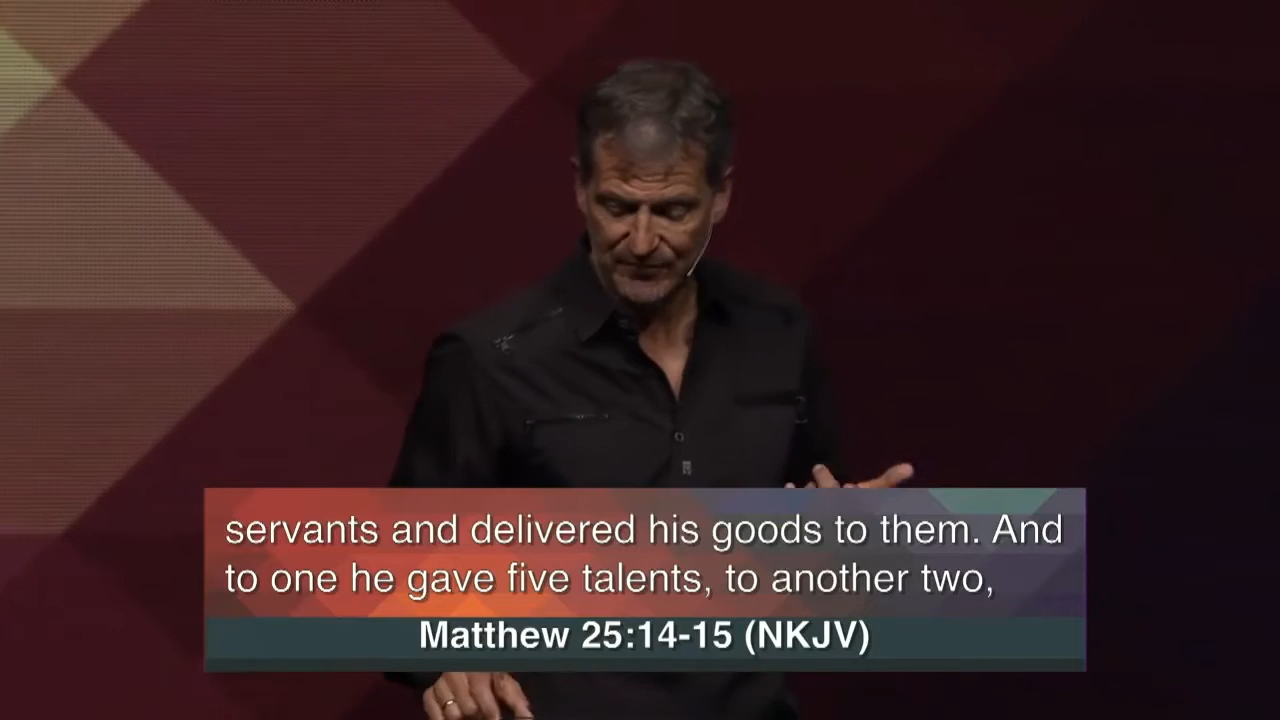 servants and delivered his goods to them. And
to one he gave five talents, to another two,
Matthew 25:14-15 (NKJV)